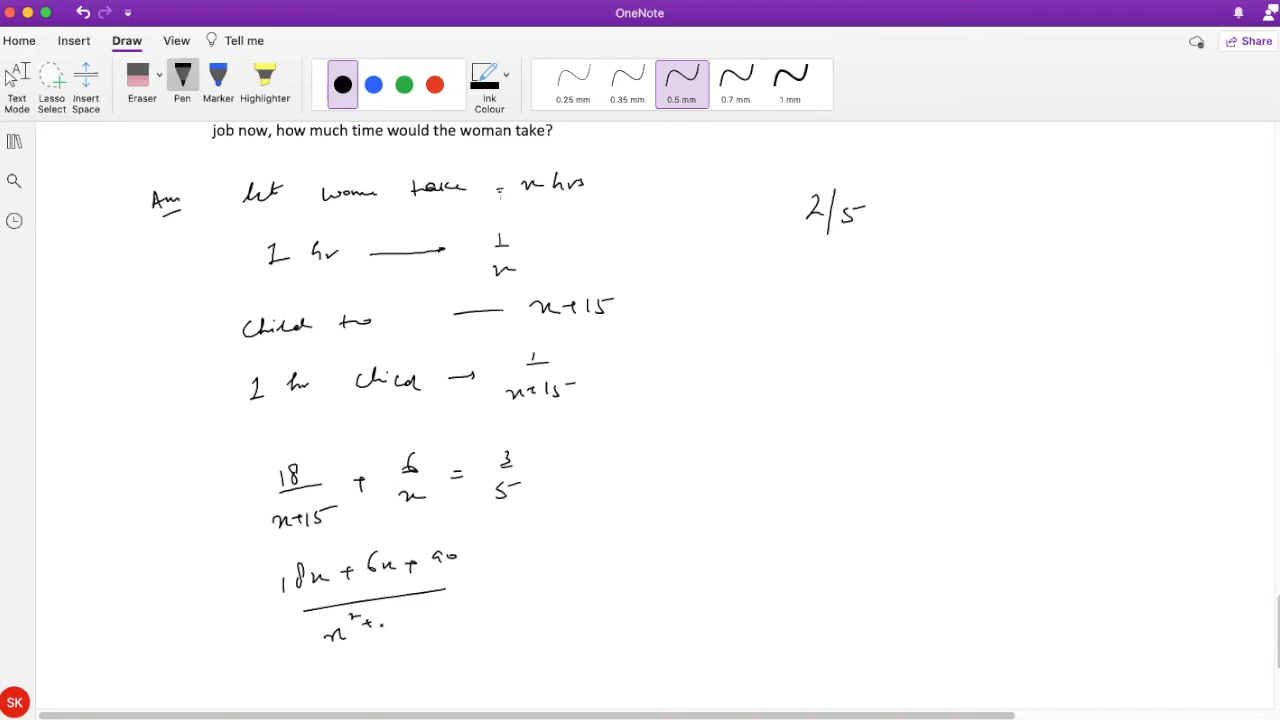 OneNote
Home Insert Draw View Tell me
Share
Text Mode Lasso Select Insert Space Eraser Pen Marker Highlighter Ink Colour 0.25 mm 0.35 mm 0.5 mm 0.7 mm 1 mm
job now, how much time would the woman take?
Ans let woman take = x hrs
2/5
1 hr → 1/x
Child — x+15
1 hr child → 1/(x+15)
18/(x+15) + 6/x = 3/5
(18x + 6x + 90)/(x² + .
SK